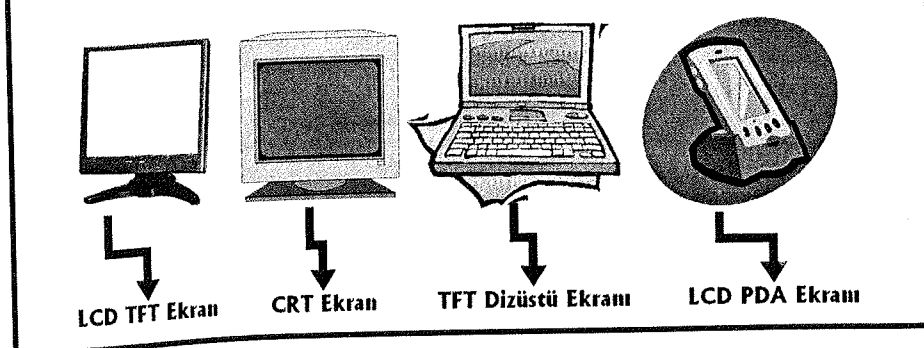 LCD TFT Ekran
CRT Ekran
TFT Dizüstü Ekranı
LCD PDA Ekranı